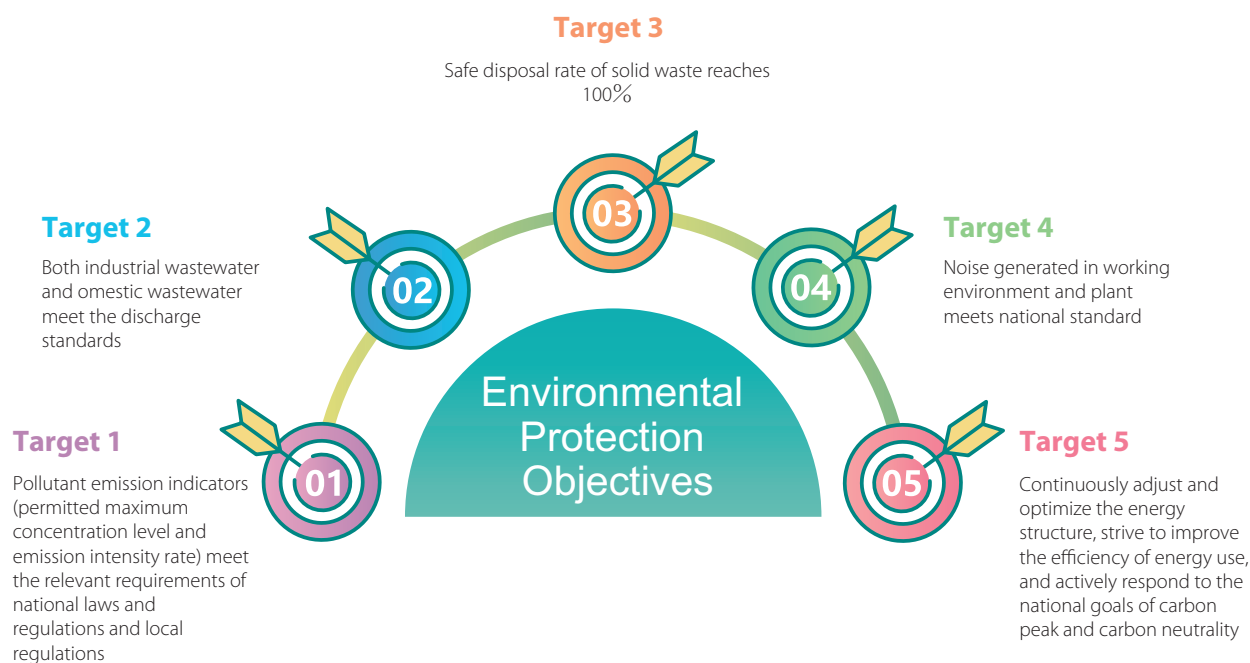 Target 3
Safe disposal rate of solid waste reaches
100%
Target 2
Both industrial wastewater
and omestic wastewater
meet the discharge
standards
Target 4
Noise generated in working
environment and plant
meets national standard
Target 1
Pollutant emission indicators
(permitted maximum
concentration level and
emission intensity rate) meet
the relevant requirements of
national laws and
regulations and local
regulations
Target 5
Continuously adjust and
optimize the energy
structure, strive to improve
the efficiency of energy use,
and actively respond to the
national goals of carbon
peak and carbon neutrality
01
02
03
04
05
Environmental
Protection
Objectives